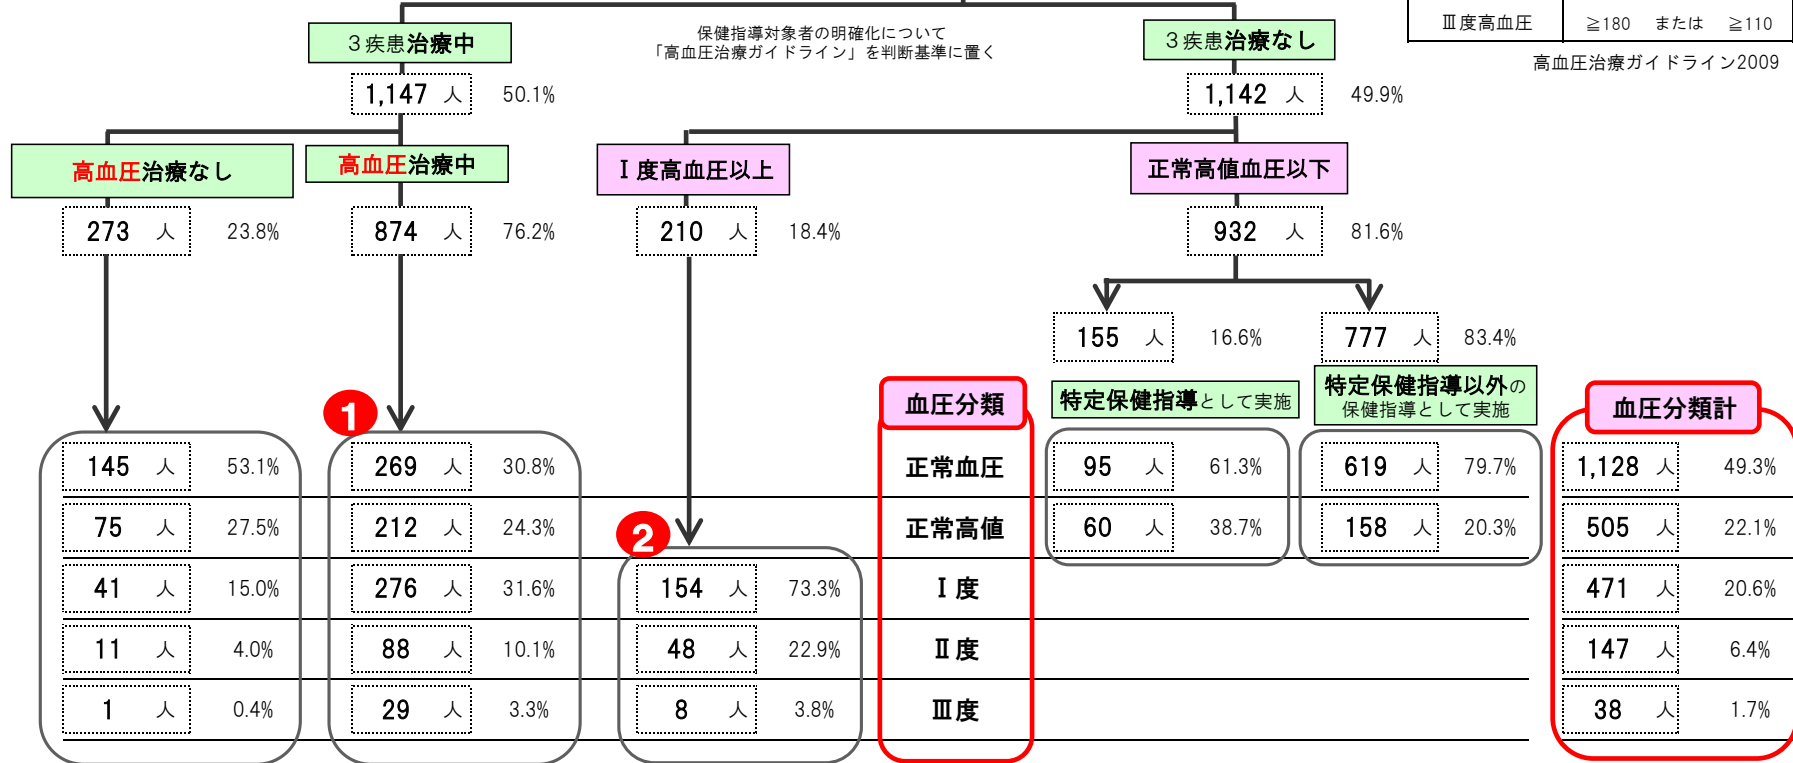 Ⅲ度高血圧 ≧180 または ≧110
高血圧治療ガイドライン2009
保健指導対象者の明確化について
「高血圧治療ガイドライン」を判断基準に置く
３疾患治療中
３疾患治療なし
1,147 人 50.1%
1,142 人 49.9%
高血圧治療なし
高血圧治療中
Ⅰ度高血圧以上
正常高値血圧以下
273 人 23.8%
874 人 76.2%
210 人 18.4%
932 人 81.6%
155 人 16.6%
777 人 83.4%
1
2
血圧分類
特定保健指導として実施
特定保健指導以外の
保健指導として実施
血圧分類計
145 人 53.1% 269 人 30.8% 正常血圧 95 人 61.3% 619 人 79.7% 1,128 人 49.3%
75 人 27.5% 212 人 24.3% 正常高値 60 人 38.7% 158 人 20.3% 505 人 22.1%
41 人 15.0% 276 人 31.6% 154 人 73.3% Ⅰ度 471 人 20.6%
11 人 4.0% 88 人 10.1% 48 人 22.9% Ⅱ度 147 人 6.4%
1 人 0.4% 29 人 3.3% 8 人 3.8% Ⅲ度 38 人 1.7%